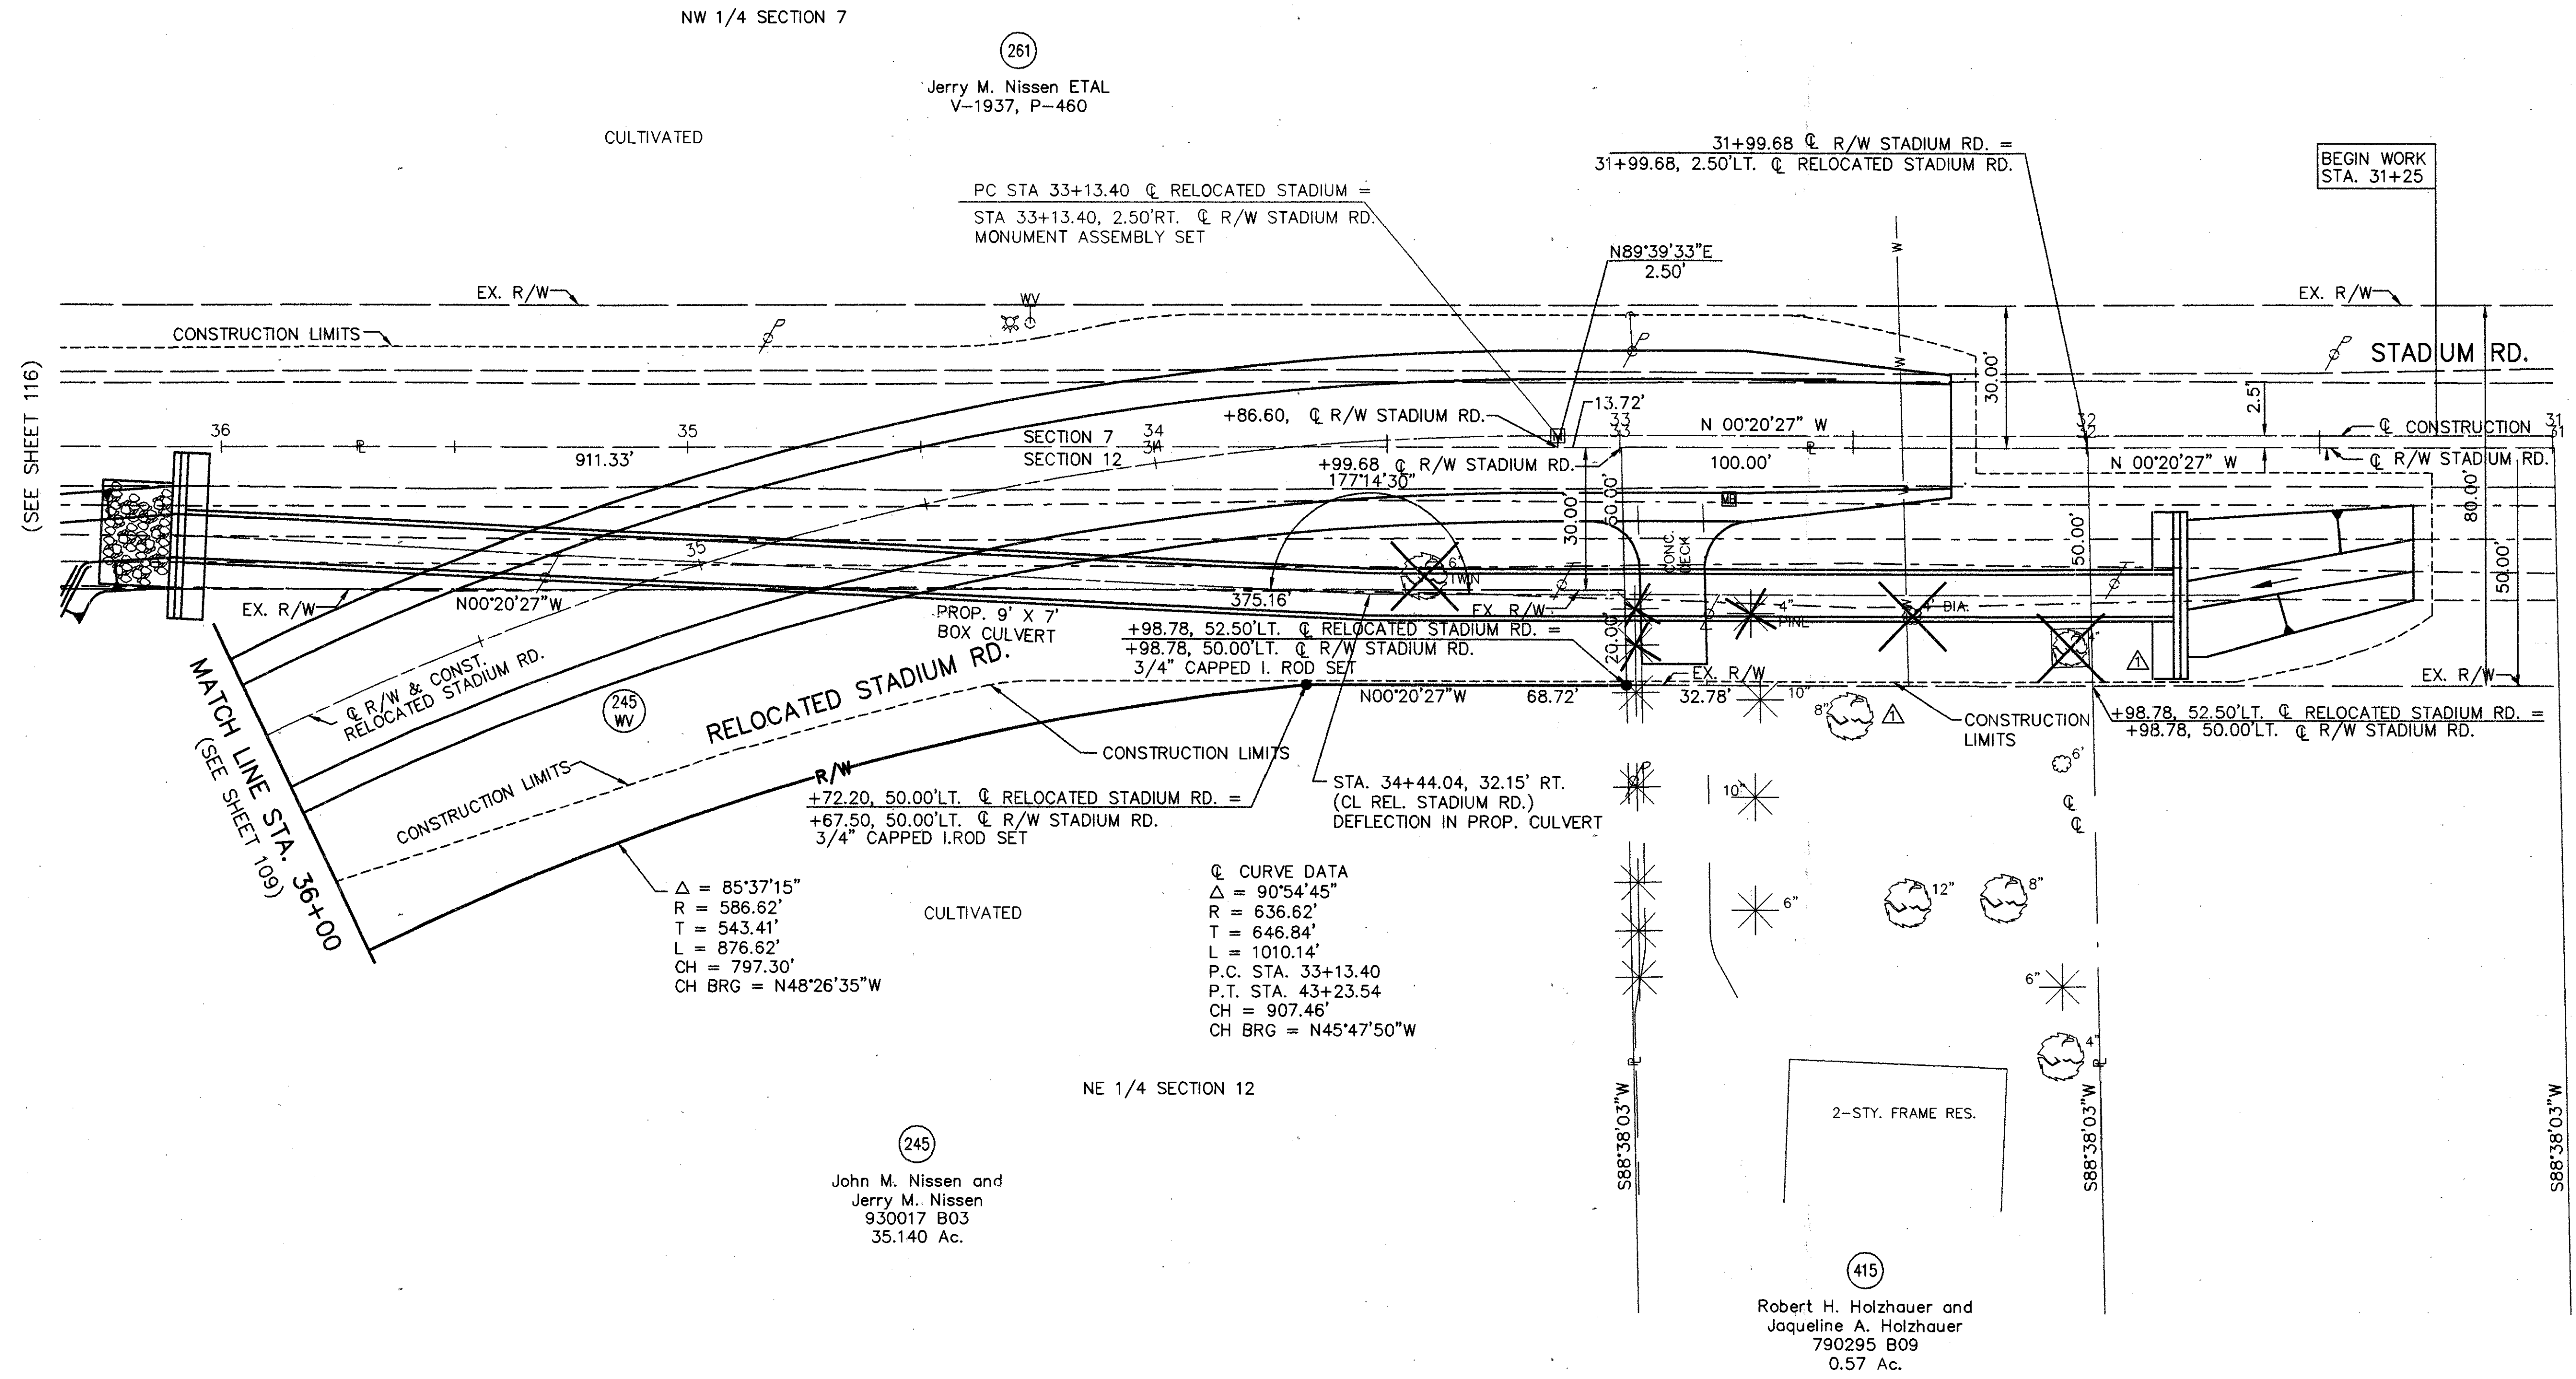 NW 1/4 SECTION 7
261
Jerry M. Nissen ETAL
V-1937, P-460
CULTIVATED
31+99.68 ℄ R/W STADIUM RD. =
31+99.68, 2.50'LT. ℄ RELOCATED STADIUM RD.
BEGIN WORK
STA. 31+25
PC STA 33+13.40 ℄ RELOCATED STADIUM =
STA 33+13.40, 2.50'RT. ℄ R/W STADIUM RD.
MONUMENT ASSEMBLY SET
N89°39'33"E
2.50'
W
EX. R/W
WV
EX. R/W
CONSTRUCTION LIMITS
STADIUM RD.
(SEE SHEET 116)
W
30.00'
2.5'
+86.60, ℄ R/W STADIUM RD.
13.72'
36
35
34
33
32
31
SECTION 7
34
33
32
31
N 00°20'27" W
℄ CONSTRUCTION
911.33'
SECTION 12
+99.68 ℄ R/W STADIUM RD.
100.00'
N 00°20'27" W
℄ R/W STADIUM RD.
177°14'30"
MB
M
30.00'
50.00'
80.00'
50.00'
50.00'
35
CONC.
DECK
6"
TWN
EX. R/W
N00°20'27"W
375.16'
EX R/W
4"
PINE
4' DIA.
PROP. 9' X 7'
BOX CULVERT
20.00'
+98.78, 52.50'LT. ℄ RELOCATED STADIUM RD. =
+98.78, 50.00'LT. ℄ R/W STADIUM RD.
3/4" CAPPED I. ROD SET
4"
1
EX. R/W
EX. R/W
N00°20'27"W
68.72'
32.78'
10"
8"
1
MATCH LINE STA. 36+00
(SEE SHEET 109)
℄ R/W & CONST.
RELOCATED STADIUM RD.
245
WV
RELOCATED STADIUM RD.
CONSTRUCTION
LIMITS
+98.78, 52.50'LT. ℄ RELOCATED STADIUM RD. =
+98.78, 50.00'LT. ℄ R/W STADIUM RD.
CONSTRUCTION LIMITS
CONSTRUCTION LIMITS
R/W
6'
+72.20, 50.00'LT. ℄ RELOCATED STADIUM RD. =
+67.50, 50.00'LT. ℄ R/W STADIUM RD.
3/4" CAPPED I.ROD SET
STA. 34+44.04, 32.15' RT.
(CL REL. STADIUM RD.)
DEFLECTION IN PROP. CULVERT
10"
℄
℄
Δ = 85°37'15"
R = 586.62'
T = 543.41'
L = 876.62'
CH = 797.30'
CH BRG = N48°26'35"W
CULTIVATED
℄ CURVE DATA
Δ = 90°54'45"
R = 636.62'
T = 646.84'
L = 1010.14'
P.C. STA. 33+13.40
P.T. STA. 43+23.54
CH = 907.46'
CH BRG = N45°47'50"W
6"
12"
8"
6"
4"
NE 1/4 SECTION 12
S88°38'03"W
2-STY. FRAME RES.
S88°38'03"W
S88°38'03"W
245
John M. Nissen and
Jerry M. Nissen
930017 B03
35.140 Ac.
415
Robert H. Holzhauer and
Jaqueline A. Holzhauer
790295 B09
0.57 Ac.